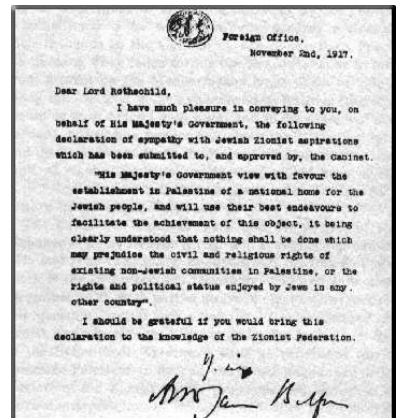 Foreign Office,
November 2nd, 1917.
Dear Lord Rothschild,
I have much pleasure in conveying to you, on
behalf of His Majesty's Government, the following
declaration of sympathy with Jewish Zionist aspirations
which has been submitted to, and approved by, the Cabinet.
"His Majesty's Government view with favour the
establishment in Palestine of a national home for the
Jewish people, and will use their best endeavours to
facilitate the achievement of this object, it being
clearly understood that nothing shall be done which
may prejudice the civil and religious rights of
existing non-Jewish communities in Palestine, or the
rights and political status enjoyed by Jews in any
other country".
I should be grateful if you would bring this
declaration to the knowledge of the Zionist Federation.